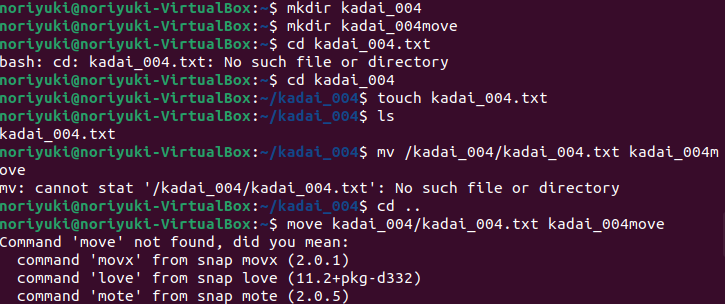 noriyuki@noriyuki-VirtualBox:~$ mkdir kadai_004
noriyuki@noriyuki-VirtualBox:~$ mkdir kadai_004move
noriyuki@noriyuki-VirtualBox:~$ cd kadai_004.txt
bash: cd: kadai_004.txt: No such file or directory
noriyuki@noriyuki-VirtualBox:~$ cd kadai_004
noriyuki@noriyuki-VirtualBox:~/kadai_004$ touch kadai_004.txt
noriyuki@noriyuki-VirtualBox:~/kadai_004$ ls
kadai_004.txt
noriyuki@noriyuki-VirtualBox:~/kadai_004$ mv /kadai_004/kadai_004.txt kadai_004m
ove
mv: cannot stat '/kadai_004/kadai_004.txt': No such file or directory
noriyuki@noriyuki-VirtualBox:~/kadai_004$ cd ..
noriyuki@noriyuki-VirtualBox:~$ move kadai_004/kadai_004.txt kadai_004move
Command 'move' not found, did you mean:
  command 'movx' from snap movx (2.0.1)
  command 'love' from snap love (11.2+pkg-d332)
  command 'mote' from snap mote (2.0.5)